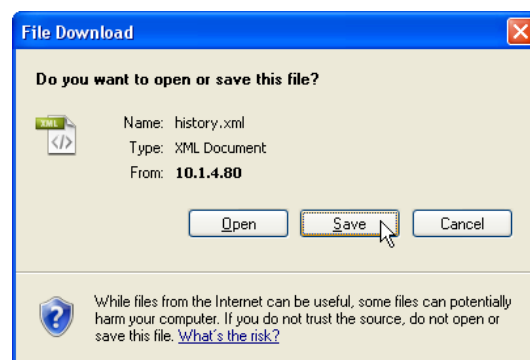 File Download
Do you want to open or save this file?
XML
Name: history.xml
Type: XML Document
From: 10.1.4.80
Open Save Cancel
While files from the Internet can be useful, some files can potentially
harm your computer. If you do not trust the source, do not open or
save this file. What's the risk?